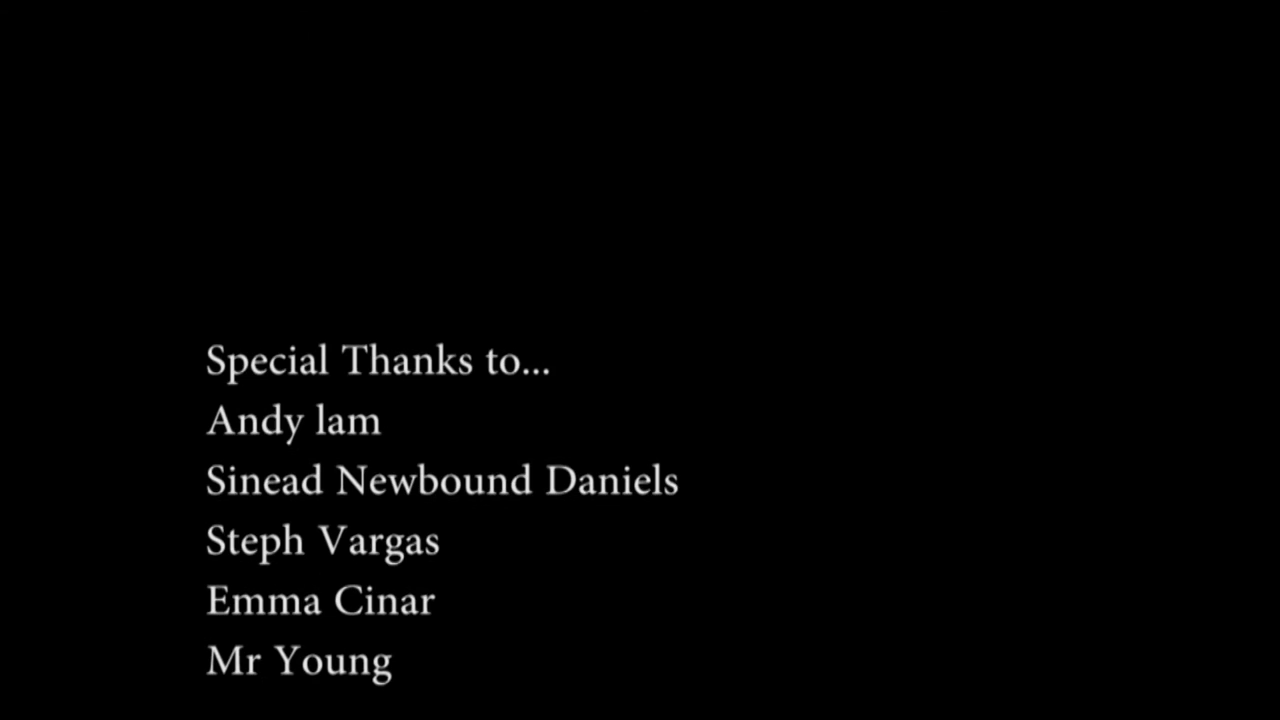 Special Thanks to...
Andy lam
Sinead Newbound Daniels
Steph Vargas
Emma Cinar
Mr Young